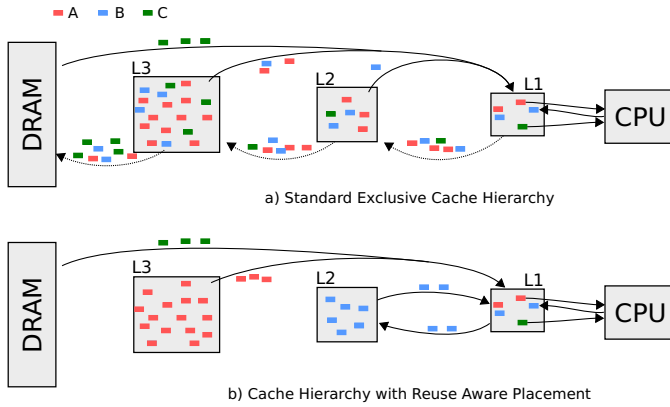 A B C
DRAM
L3
L2
L1
CPU
a) Standard Exclusive Cache Hierarchy
DRAM
L3
L2
L1
CPU
b) Cache Hierarchy with Reuse Aware Placement